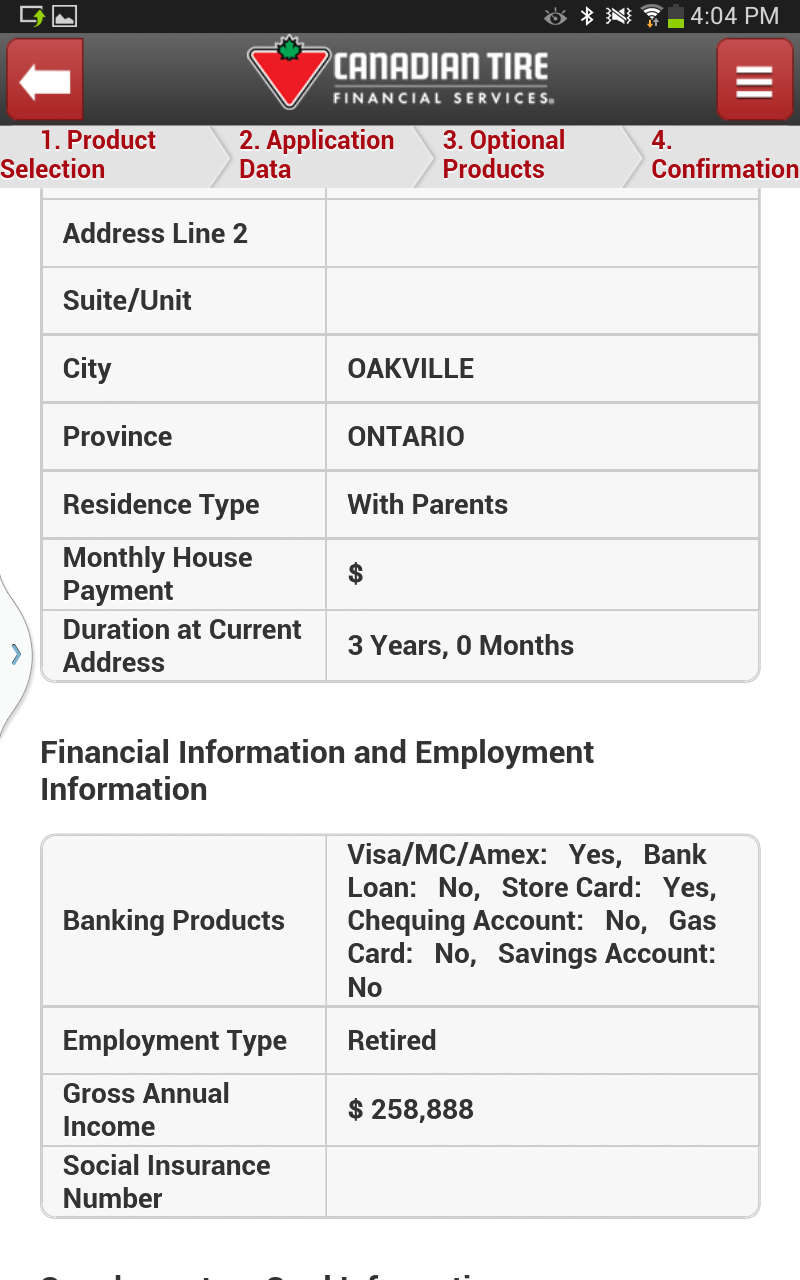 4:04 PM
CANADIAN TIRE
FINANCIAL SERVICES®
1. Product Selection
2. Application Data
3. Optional Products
4. Confirmation
Address Line 2
Suite/Unit
City OAKVILLE
Province ONTARIO
Residence Type With Parents
Monthly House Payment $
Duration at Current Address 3 Years, 0 Months
Financial Information and Employment
Information
Banking Products
Visa/MC/Amex: Yes, Bank
Loan: No, Store Card: Yes,
Chequing Account: No, Gas
Card: No, Savings Account:
No
Employment Type Retired
Gross Annual Income $ 258,888
Social Insurance
Number